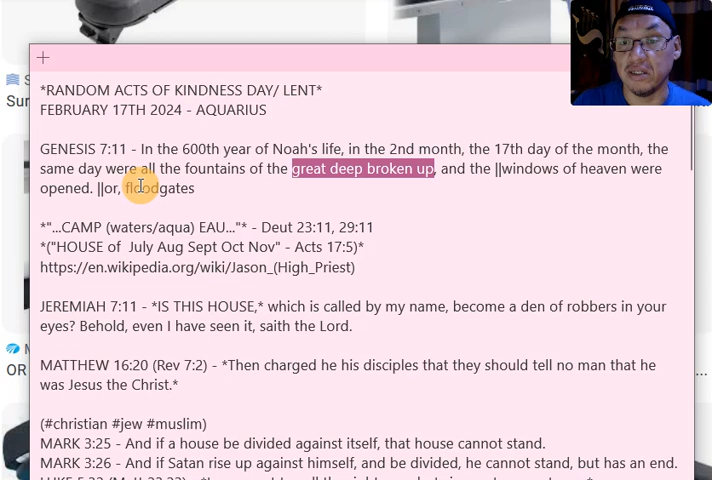 *RANDOM ACTS OF KINDNESS DAY/ LENT*
FEBRUARY 17TH 2024 - AQUARIUS
GENESIS 7:11 - In the 600th year of Noah's life, in the 2nd month, the 17th day of the month, the
same day were all the fountains of the great deep broken up, and the ||windows of heaven were
opened. ||or, floodgates
*"...CAMP (waters/aqua) EAU..."* - Deut 23:11, 29:11
*("HOUSE of  July Aug Sept Oct Nov" - Acts 17:5)*
https://en.wikipedia.org/wiki/Jason_(High_Priest)
JEREMIAH 7:11 - *IS THIS HOUSE,* which is called by my name, become a den of robbers in your
eyes? Behold, even I have seen it, saith the Lord.
MATTHEW 16:20 (Rev 7:2) - *Then charged he his disciples that they should tell no man that he
was Jesus the Christ.*
(#christian #jew #muslim)
MARK 3:25 - And if a house be divided against itself, that house cannot stand.
MARK 3:26 - And if Satan rise up against himself, and be divided, he cannot stand, but has an end.
Sur
OR